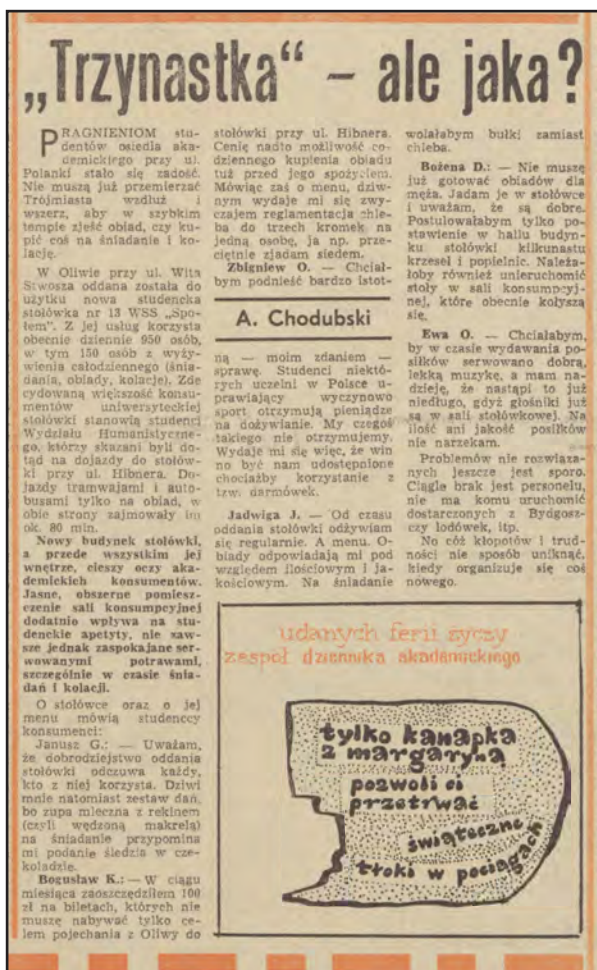 „Trzynastka“ – ale jaka?
PRAGNIENIOM stu-
dentów osiedla aka-
demickiego przy ul.
Polanki stało się zadość.
Nie muszą już przemierzać
Trójmiasta wzdłuż i
wszerz, aby w szybkim
tempie zjeść obiad, czy ku-
pić coś na śniadanie i ko-
lację.
W Oliwie przy ul. Wita
Stwosza oddana została do
użytku nowa studencka
stołówka nr 13 WSS „Spo-
łem”. Z jej usług korzysta
obecnie dziennie 950 osób,
w tym 150 osób z wyży-
wienia całodziennego (śnia-
dania, obiady, kolacje). Zde
cydowaną większość konsu-
mentów uniwersyteckiej
stołówki stanowią studenci
Wydziału Humanistyczne-
go, którzy skazani byli do-
tąd na dojazdy do stołów-
ki przy ul. Hibnera. Do-
jazdy tramwajami i auto-
busami tylko na obiad, w
obie strony zajmowały im
ok. 80 min.
Nowy budynek stołówki,
a przede wszystkim jej
wnętrze, cieszy oczy aka-
demickich konsumentów.
Jasne, obszerne pomiesz-
czenie sali konsumpcyjnej
dodatnio wpływa na stu-
denckie apetyty, nie zaw-
sze jednak zaspokajane ser-
wowanymi potrawami,
szczególnie w czasie śnia-
dań i kolacji.
O stołówce oraz o jej
menu mówią studenccy
konsumenci:
Janusz G.: — Uważam,
że dobrodziejstwo oddania
stołówki odczuwa każdy,
kto z niej korzysta. Dziwi
mnie natomiast zestaw dań,
bo zupa mleczna z rekinem
(czyli wędzoną makrelą)
na śniadanie przypomina
mi podanie śledzia w cze-
koladzie.
Bogusław K.: — W ciągu
miesiąca zaoszczędziłem 100
zł na biletach, których nie
muszę nabywać tylko ce-
lem pojechania z Oliwy do
stołówki przy ul. Hibnera.
Cenię nadto możliwość co-
dziennego kupienia obiadu
tuż przed jego spożyciem.
Mówiąc zaś o menu, dziw-
nym wydaje mi się zwy-
czajem reglamentacja chle-
ba do trzech kromek na
jedną osobę, ja np. prze-
ciętnie zjadam siedem.
Zbigniew O. — Chciał-
bym podnieść bardzo istot-
A. Chodubski
ną — moim zdaniem —
sprawę. Studenci niektó-
rych uczelni w Polsce u-
prawiający wyczynowo
sport otrzymują pieniądze
na dożywianie. My czegoś
takiego nie otrzymujemy.
Wydaje mi się więc, że win
no być nam udostępnione
chociażby korzystanie z
tzw. darmówek.
Jadwiga J. — Od czasu
oddania stołówki odżywiam
się regularnie. A menu. O-
biady odpowiadają mi pod
względem ilościowym i ja-
kościowym. Na śniadanie
wolałabym bułki zamiast
chleba.
Bożena D.: — Nie muszę
już gotować obiadów dla
męża. Jadam je w stołówce
i uważam, że są dobre.
Postulowałabym tylko po-
stawienie w hallu budyn-
ku stołówki kilkunastu
krzeseł i popielnic. Należa-
łoby również unieruchomić
stoły w sali konsumpcyj-
nej, które obecnie kołyszą
się.
Ewa O. — Chciałabym,
by w czasie wydawania po-
siłków serwowano dobrą,
lekką muzykę, a mam na-
dzieję, że nastąpi to już
niedługo, gdyż głośniki już
są w sali stołówkowej. Na
ilość ani jakość posiłków
nie narzekam.
Problemów nie rozwiąza-
nych jeszcze jest sporo.
Ciągle brak jest personelu,
nie ma komu uruchomić
dostarczonych z Bydgosz-
czy lodówek, itp.
No cóż kłopotów i trud-
ności nie sposób uniknąć,
kiedy organizuje się coś
nowego.
udanych ferii życzy
zespół dziennika akademickiego
tylko kanapka
z margaryną
pozwoli ci
przetrwać
świąteczne
tłoki w pociągach